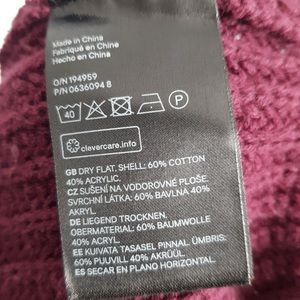 Made in China
Fabriqué en Chine
Hecho en China
O/N 194959
P/N 0636094 8
40
P
clevercare.info
GB DRY FLAT. SHELL: 60% COTTON
40% ACRYLIC.
CZ SUŠENÍ NA VODOROVNÉ PLOŠE.
SVRCHNÍ LÁTKA: 60% BAVLNA 40%
AKRYL.
DE LIEGEND TROCKNEN.
OBERMATERIAL: 60% BAUMWOLLE
40% ACRYL.
EE KUIVATA TASASEL PINNAL. ÜMBRIS:
60% PUUVILL 40% AKRÜÜL.
ES SECAR EN PLANO HORIZONTAL.